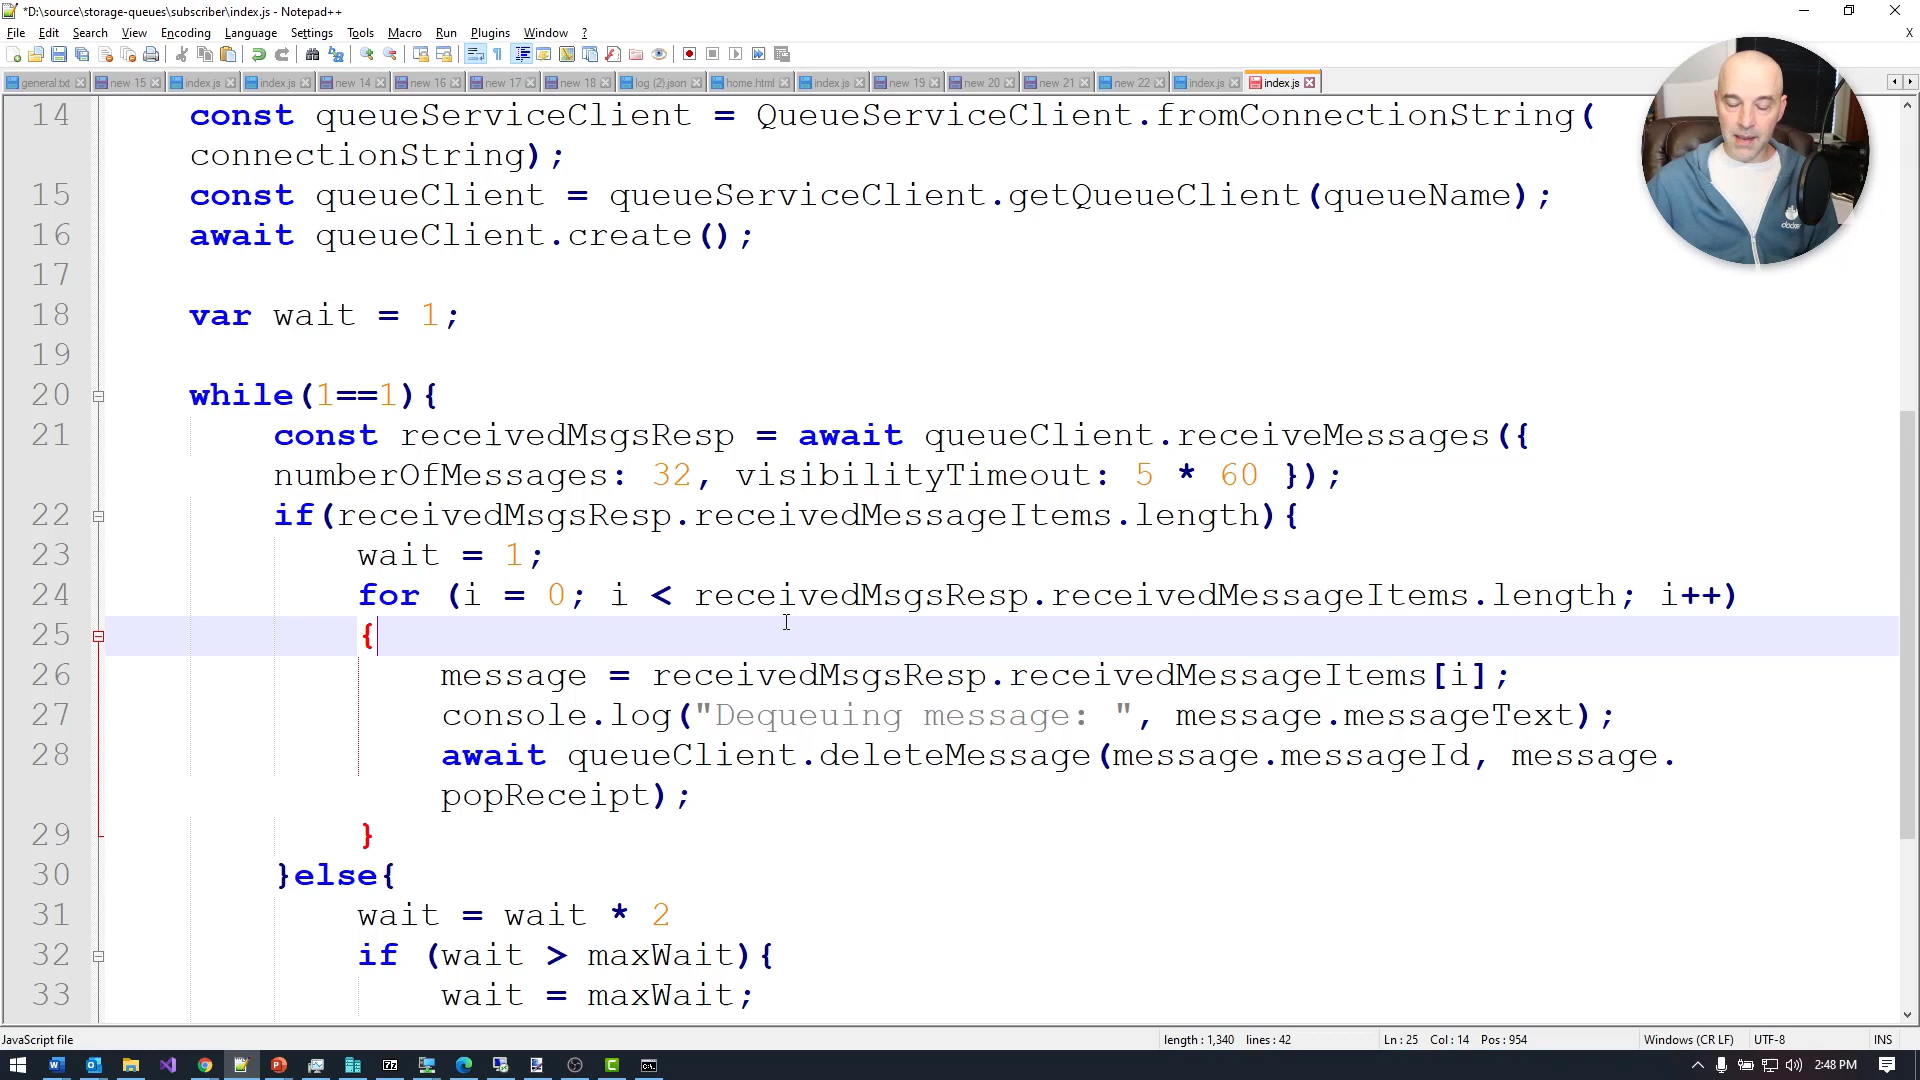 *D:\source\storage-queues\subscriber\index.js - Notepad++
File Edit Search View Encoding Language Settings Tools Macro Run Plugins Window ? X
general.txt new 15 index.js index.js new 14 new 16 new 17 new 18 log (2).json home.html index.js new 19 new 20 new 21 new 22 index.js index.js
14 const queueServiceClient = QueueServiceClient.fromConnectionString(
connectionString);
15 const queueClient = queueServiceClient.getQueueClient(queueName);
16 await queueClient.create();
17
18 var wait = 1;
19
20 while(1==1){
21 const receivedMsgsResp = await queueClient.receiveMessages({
numberOfMessages: 32, visibilityTimeout: 5 * 60 });
22 if(receivedMsgsResp.receivedMessageItems.length){
23 wait = 1;
24 for (i = 0; i < receivedMsgsResp.receivedMessageItems.length; i++)
25 {
26 message = receivedMsgsResp.receivedMessageItems[i];
27 console.log("Dequeuing message: ", message.messageText);
28 await queueClient.deleteMessage(message.messageId, message.
popReceipt);
29 }
30 }else{
31 wait = wait * 2
32 if (wait > maxWait){
33 wait = maxWait;
JavaScript file length : 1,340 lines : 42 Ln : 25 Col : 14 Pos : 954 Windows (CR LF) UTF-8 INS
2:48 PM